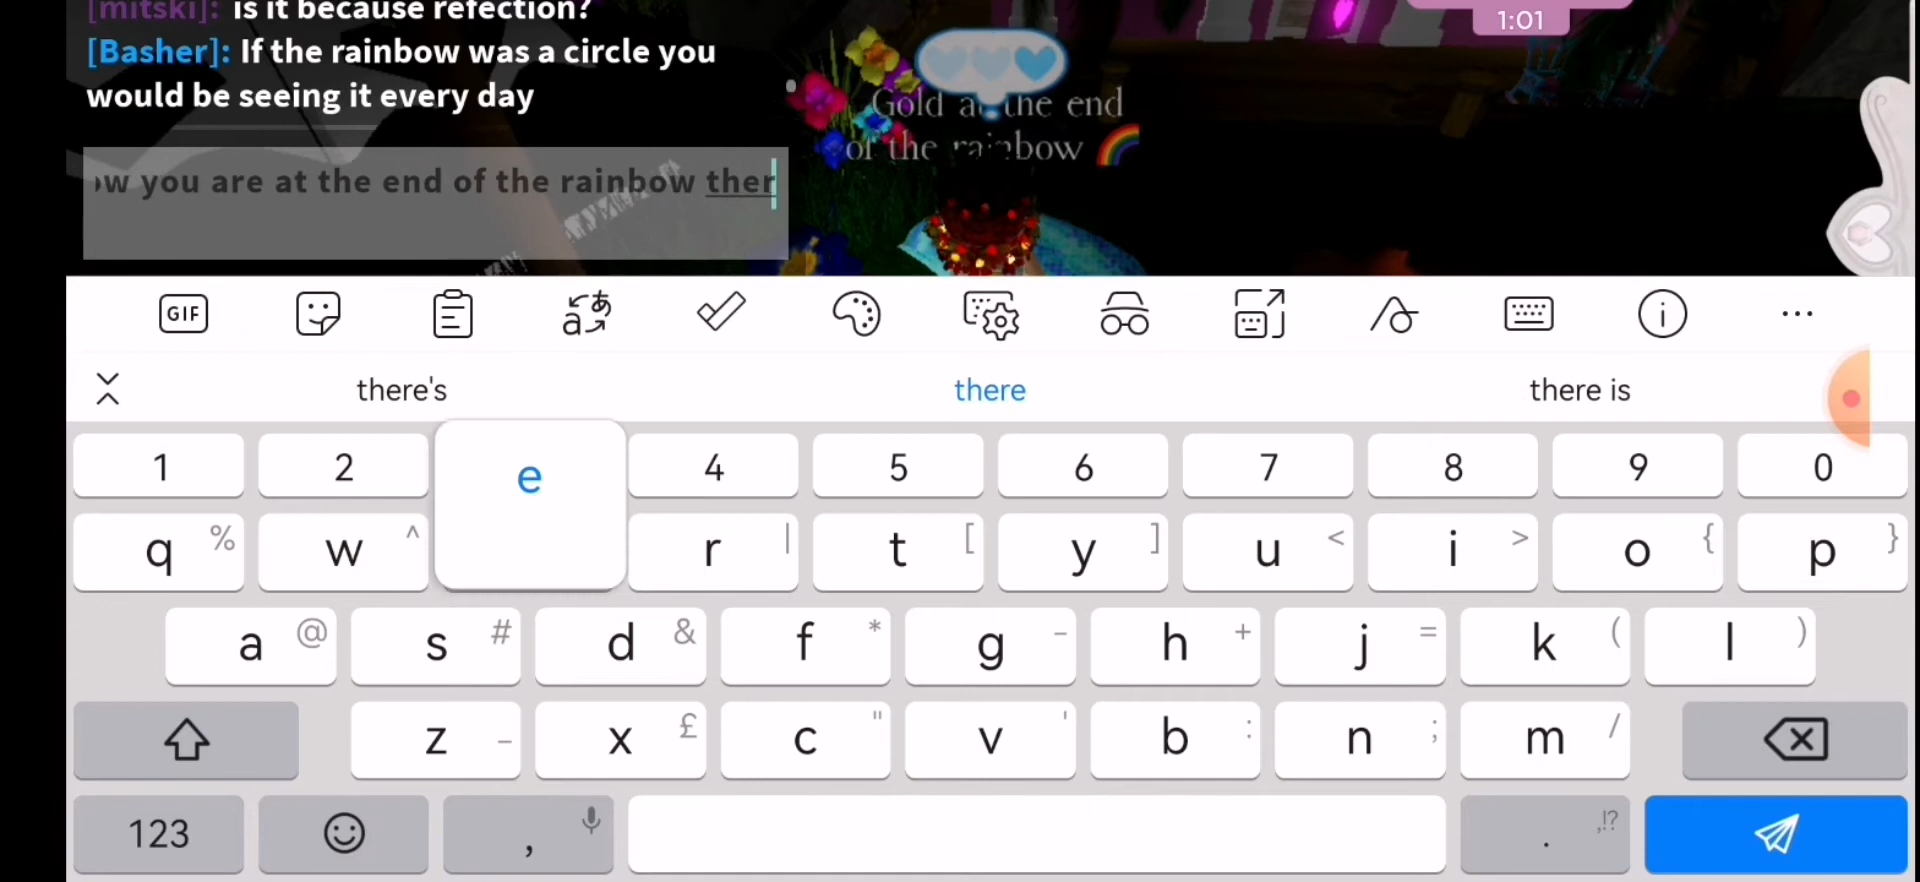 [mitski]: is it because refection?
[Basher]: If the rainbow was a circle you
would be seeing it every day
1:01
Gold at the end
of the rainbow 🌈
you are at the end of the rainbow ther
GIF
there's there there is
1 2 e 4 5 6 7 8 9 0
q % w ^ r | t [ y ] u < i > o { p }
a @ s # d & f * g - h + j = k ( l )
z _ x £ c " v ' b : n ; m /
123 , . ,!?